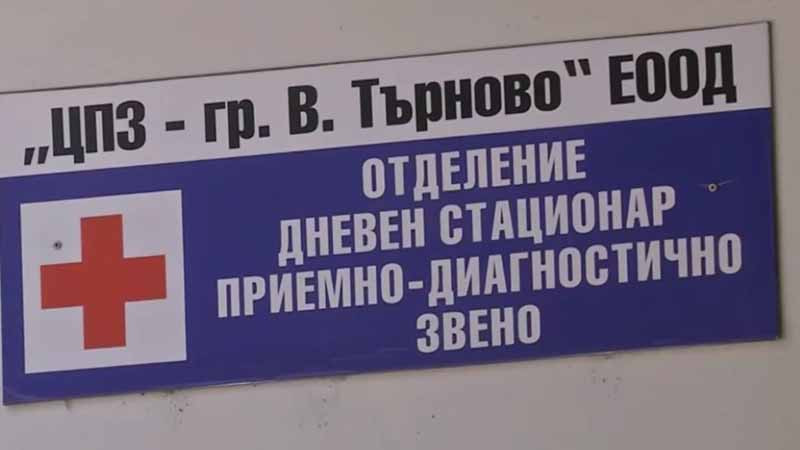 „ЦПЗ - гр. В. Търново“ ЕООД
ОТДЕЛЕНИЕ
ДНЕВЕН СТАЦИОНАР
ПРИЕМНО-ДИАГНОСТИЧНО
ЗВЕНО